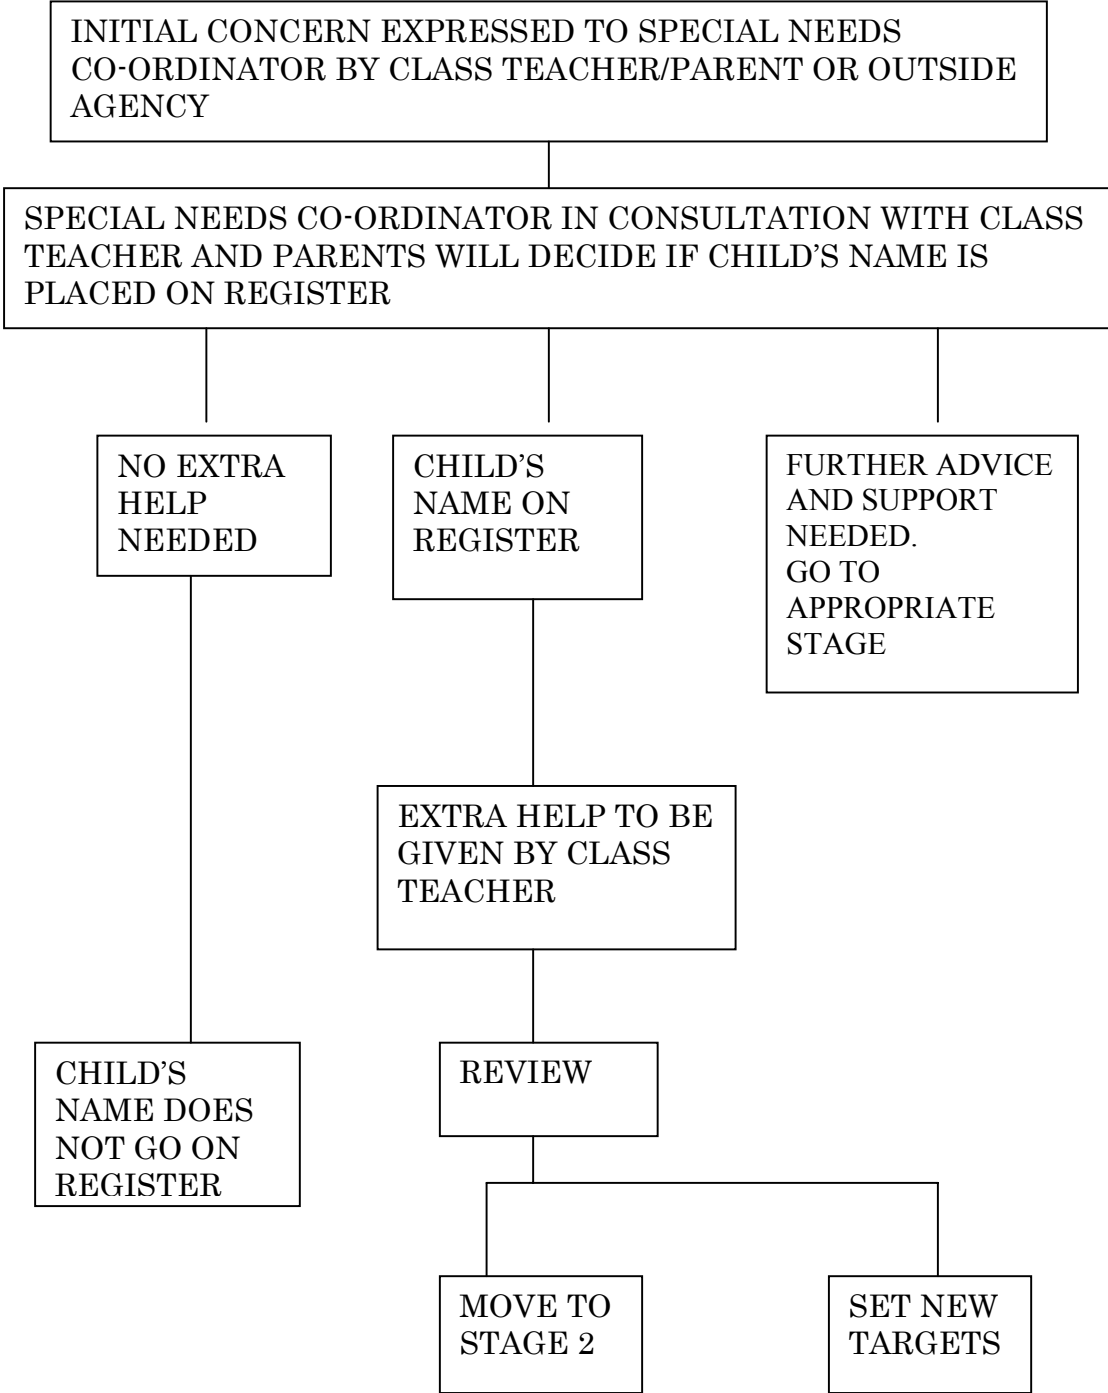 INITIAL CONCERN EXPRESSED TO SPECIAL NEEDS
CO-ORDINATOR BY CLASS TEACHER/PARENT OR OUTSIDE
AGENCY
SPECIAL NEEDS CO-ORDINATOR IN CONSULTATION WITH CLASS
TEACHER AND PARENTS WILL DECIDE IF CHILD’S NAME IS
PLACED ON REGISTER
NO EXTRA
HELP
NEEDED
CHILD’S
NAME ON
REGISTER
FURTHER ADVICE
AND SUPPORT
NEEDED.
GO TO
APPROPRIATE
STAGE
EXTRA HELP TO BE
GIVEN BY CLASS
TEACHER
CHILD’S
NAME DOES
NOT GO ON
REGISTER
REVIEW
MOVE TO
STAGE 2
SET NEW
TARGETS